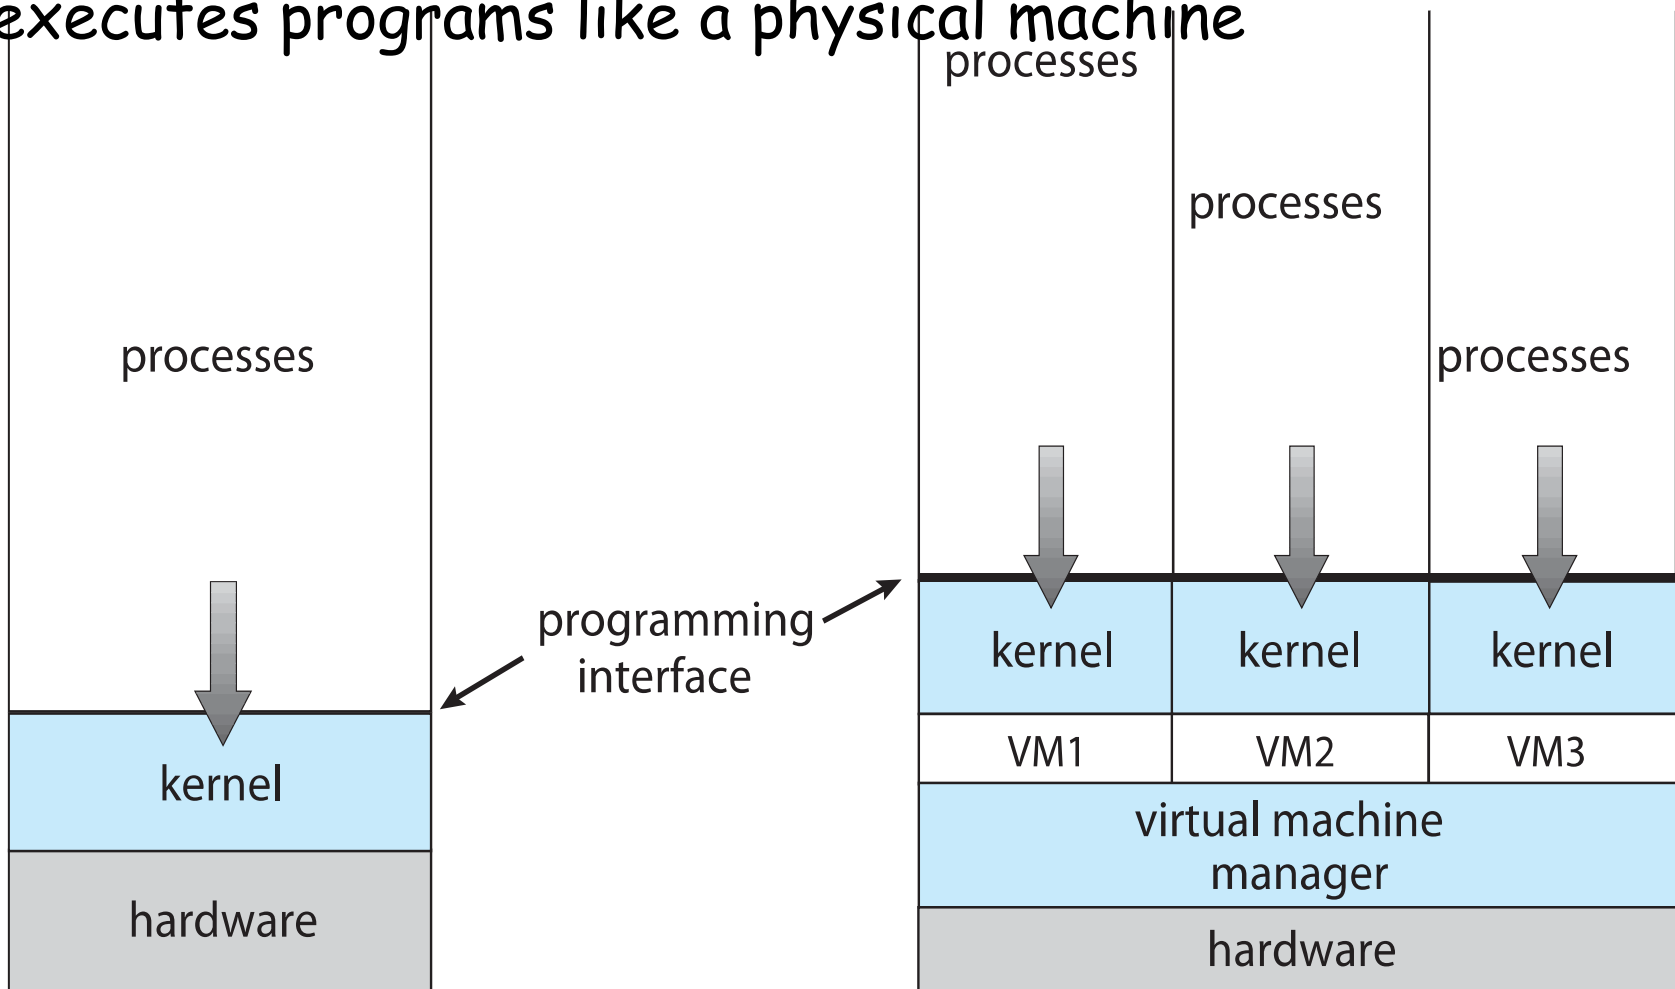 executes programs like a physical machine
processes
kernel
hardware
programming
interface
processes
processes
processes
kernel
kernel
kernel
VM1
VM2
VM3
virtual machine
manager
hardware